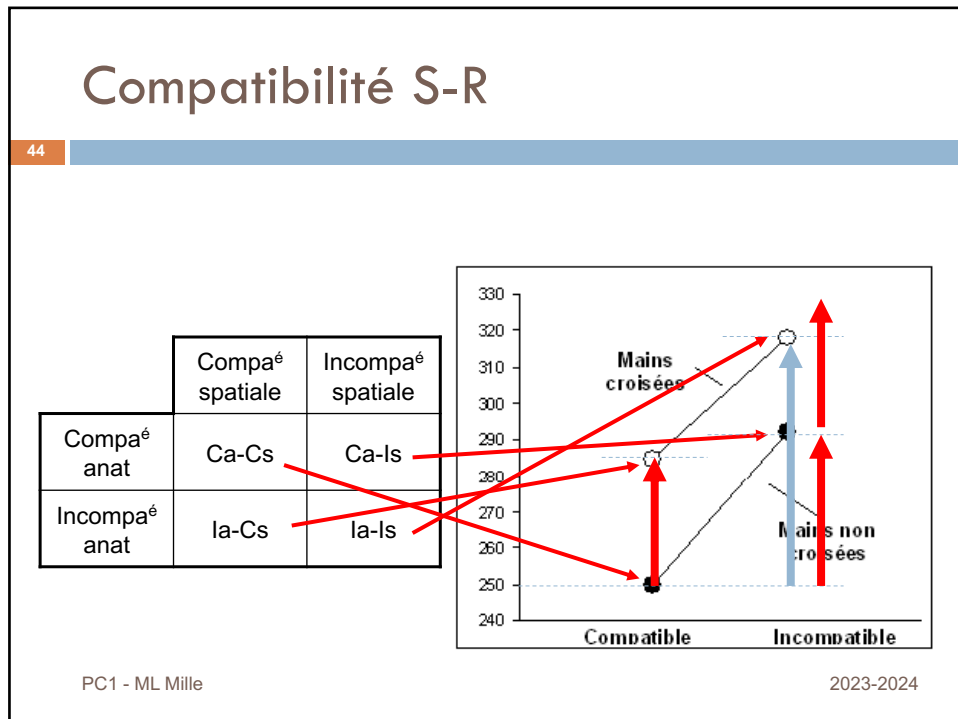 Compatibilité S-R
44
Compaé spatiale
Incompaé spatiale
Compaé anat
Ca-Cs
Ca-Is
Incompaé anat
Ia-Cs
Ia-Is
330
320
310
300
290
280
270
260
250
240
Mains
croisées
Mains non
croisées
Compatible
Incompatible
PC1 - ML Mille
2023-2024